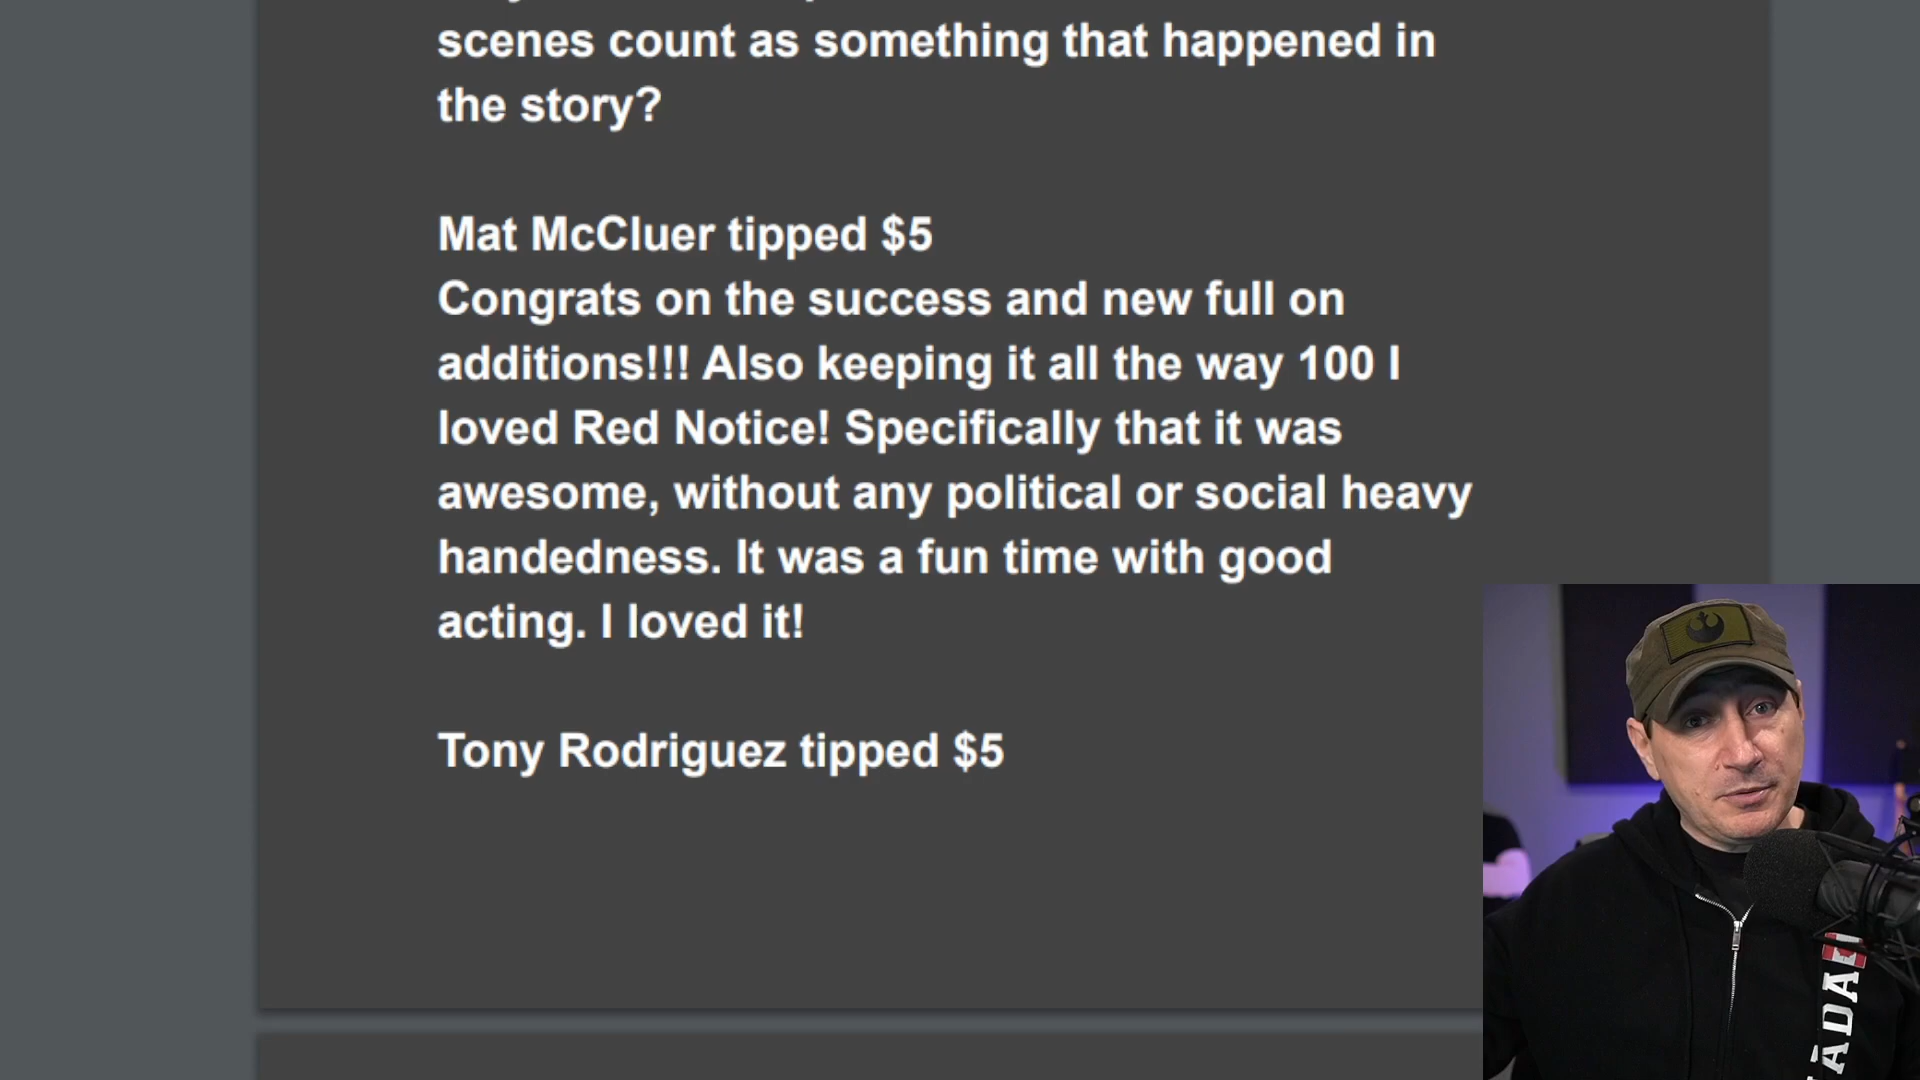 scenes count as something that happened in
the story?
Mat McCluer tipped $5
Congrats on the success and new full on
additions!!! Also keeping it all the way 100 I
loved Red Notice! Specifically that it was
awesome, without any political or social heavy
handedness. It was a fun time with good
acting. I loved it!
Tony Rodriguez tipped $5